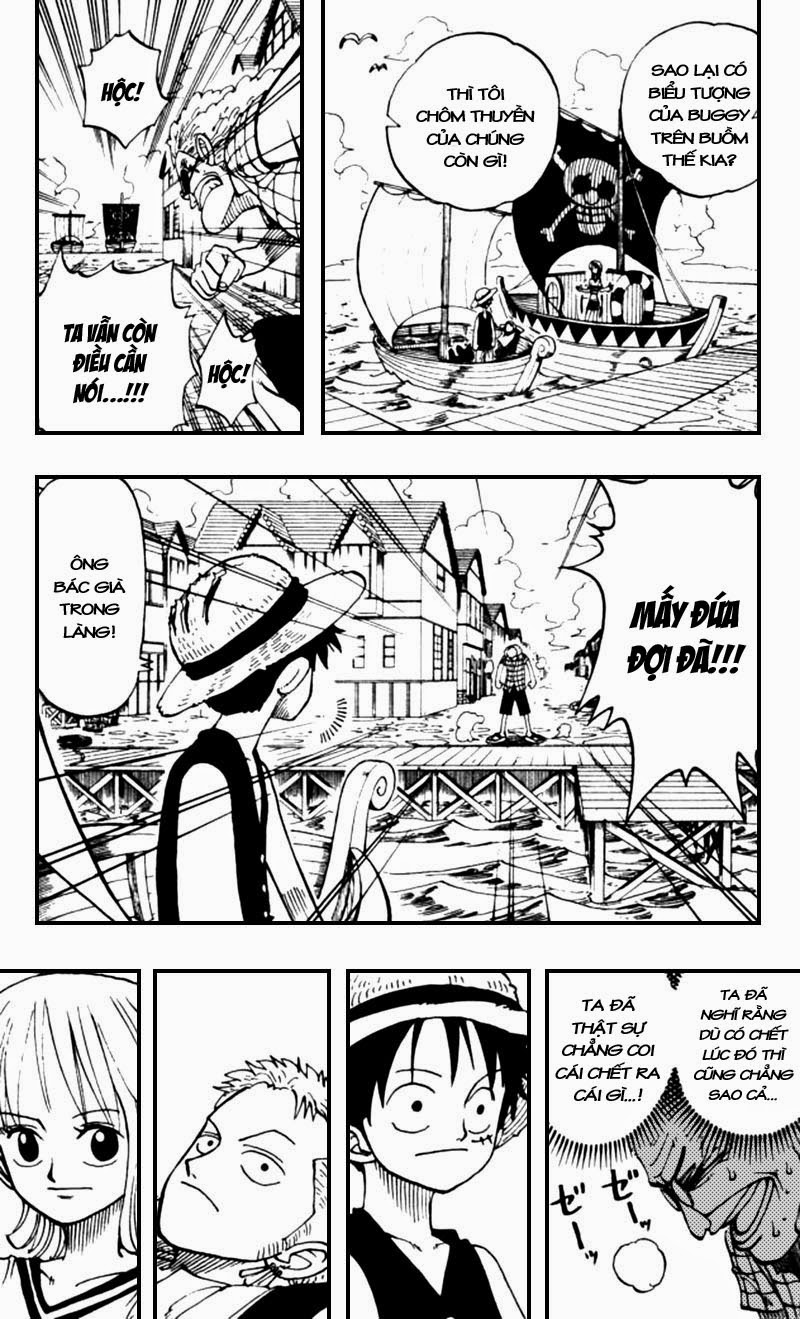 SAO LẠI CÓ
BIỂU TƯỢNG
CỦA BUGGY
TRÊN BUỒM
THẾ KIA?
THÌ TÔI
CHÔM THUYỀN
CỦA CHÚNG
CÒN GÌ!
HỘC!
HỘC!
TA VẪN CÒN
ĐIỀU CẦN
NÓI...!!!
MẤY ĐỨA
ĐỢI ĐÃ!!!
ÔNG
BÁC GIÀ
TRONG
LÀNG!
TA ĐÃ
NGHĨ RẰNG
DÙ CÓ CHẾT
LÚC ĐÓ THÌ
CŨNG CHẲNG
SAO CẢ...
TA ĐÃ
THẬT SỰ
CHẲNG COI
CÁI CHẾT RA
CÁI GÌ...!
ゼーッ
ゼーッ